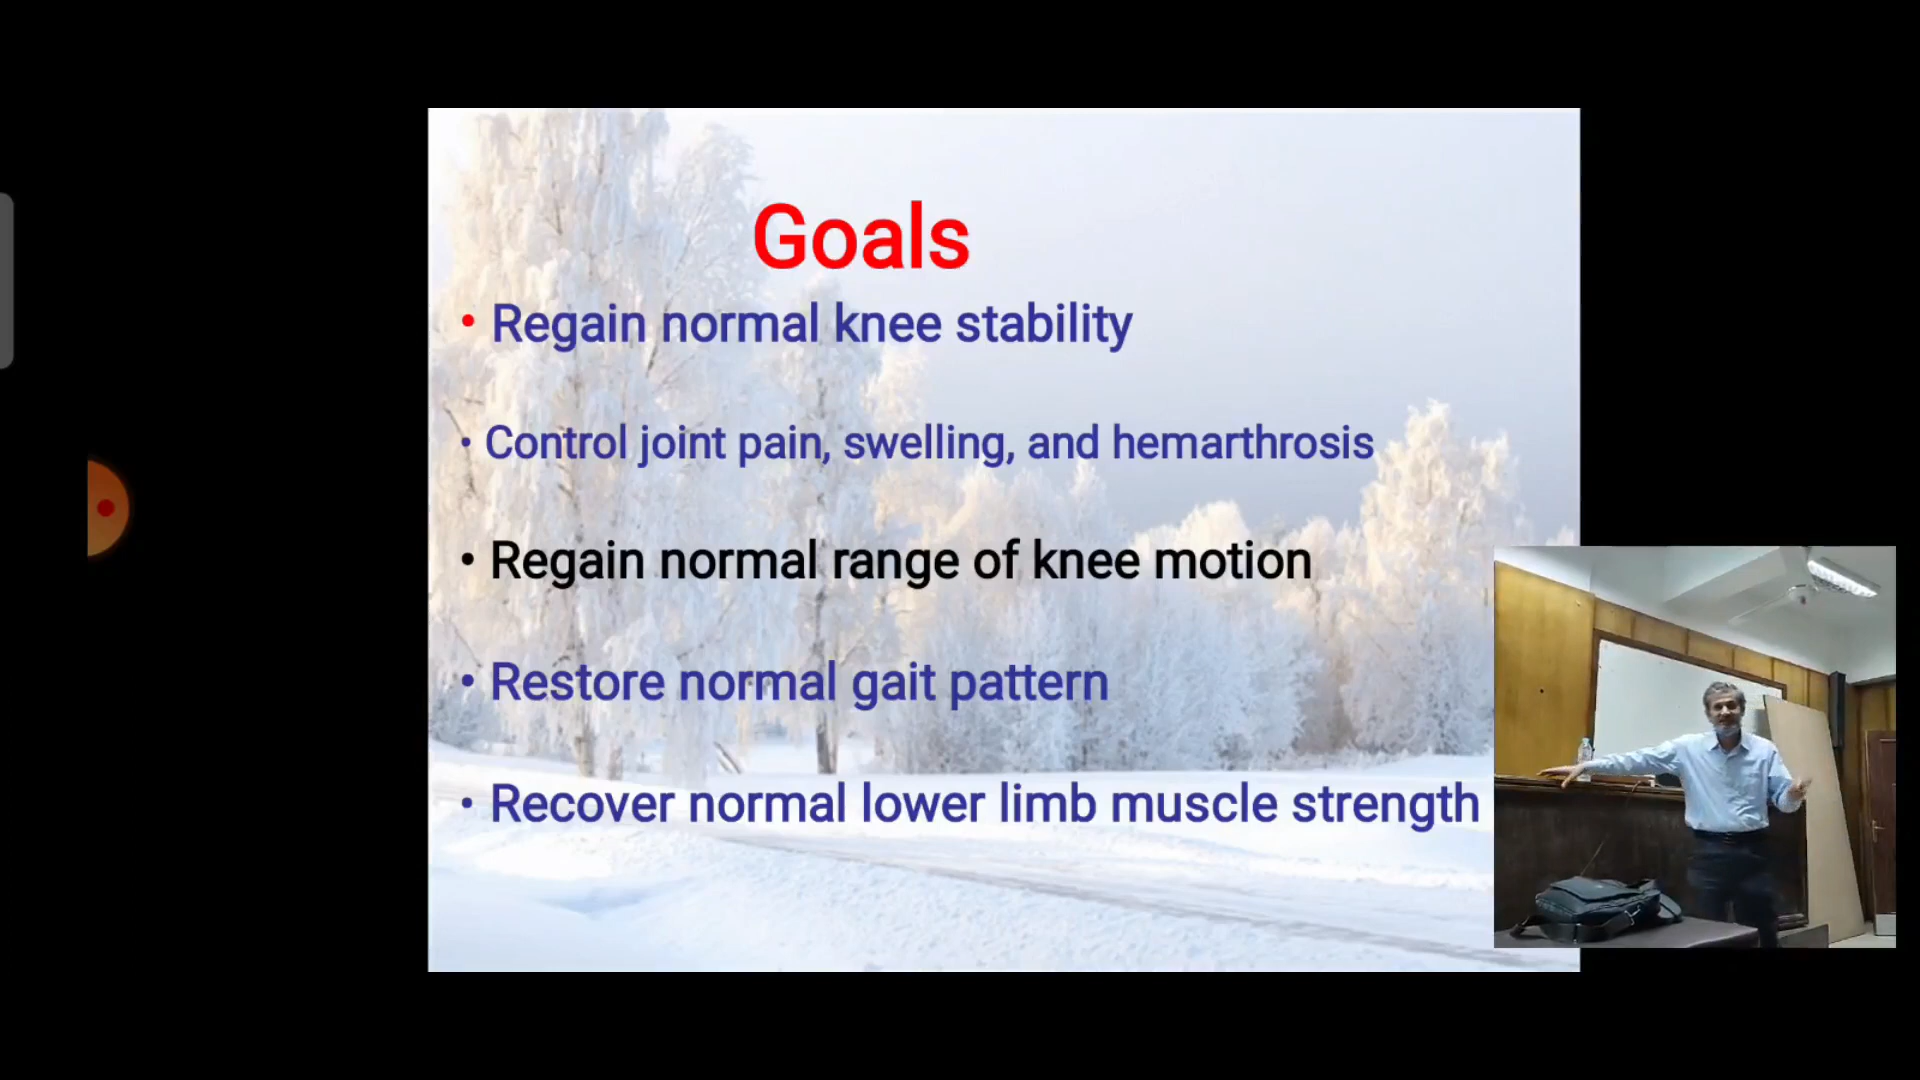 Goals
• Regain normal knee stability
• Control joint pain, swelling, and hemarthrosis
• Regain normal range of knee motion
• Restore normal gait pattern
• Recover normal lower limb muscle strength